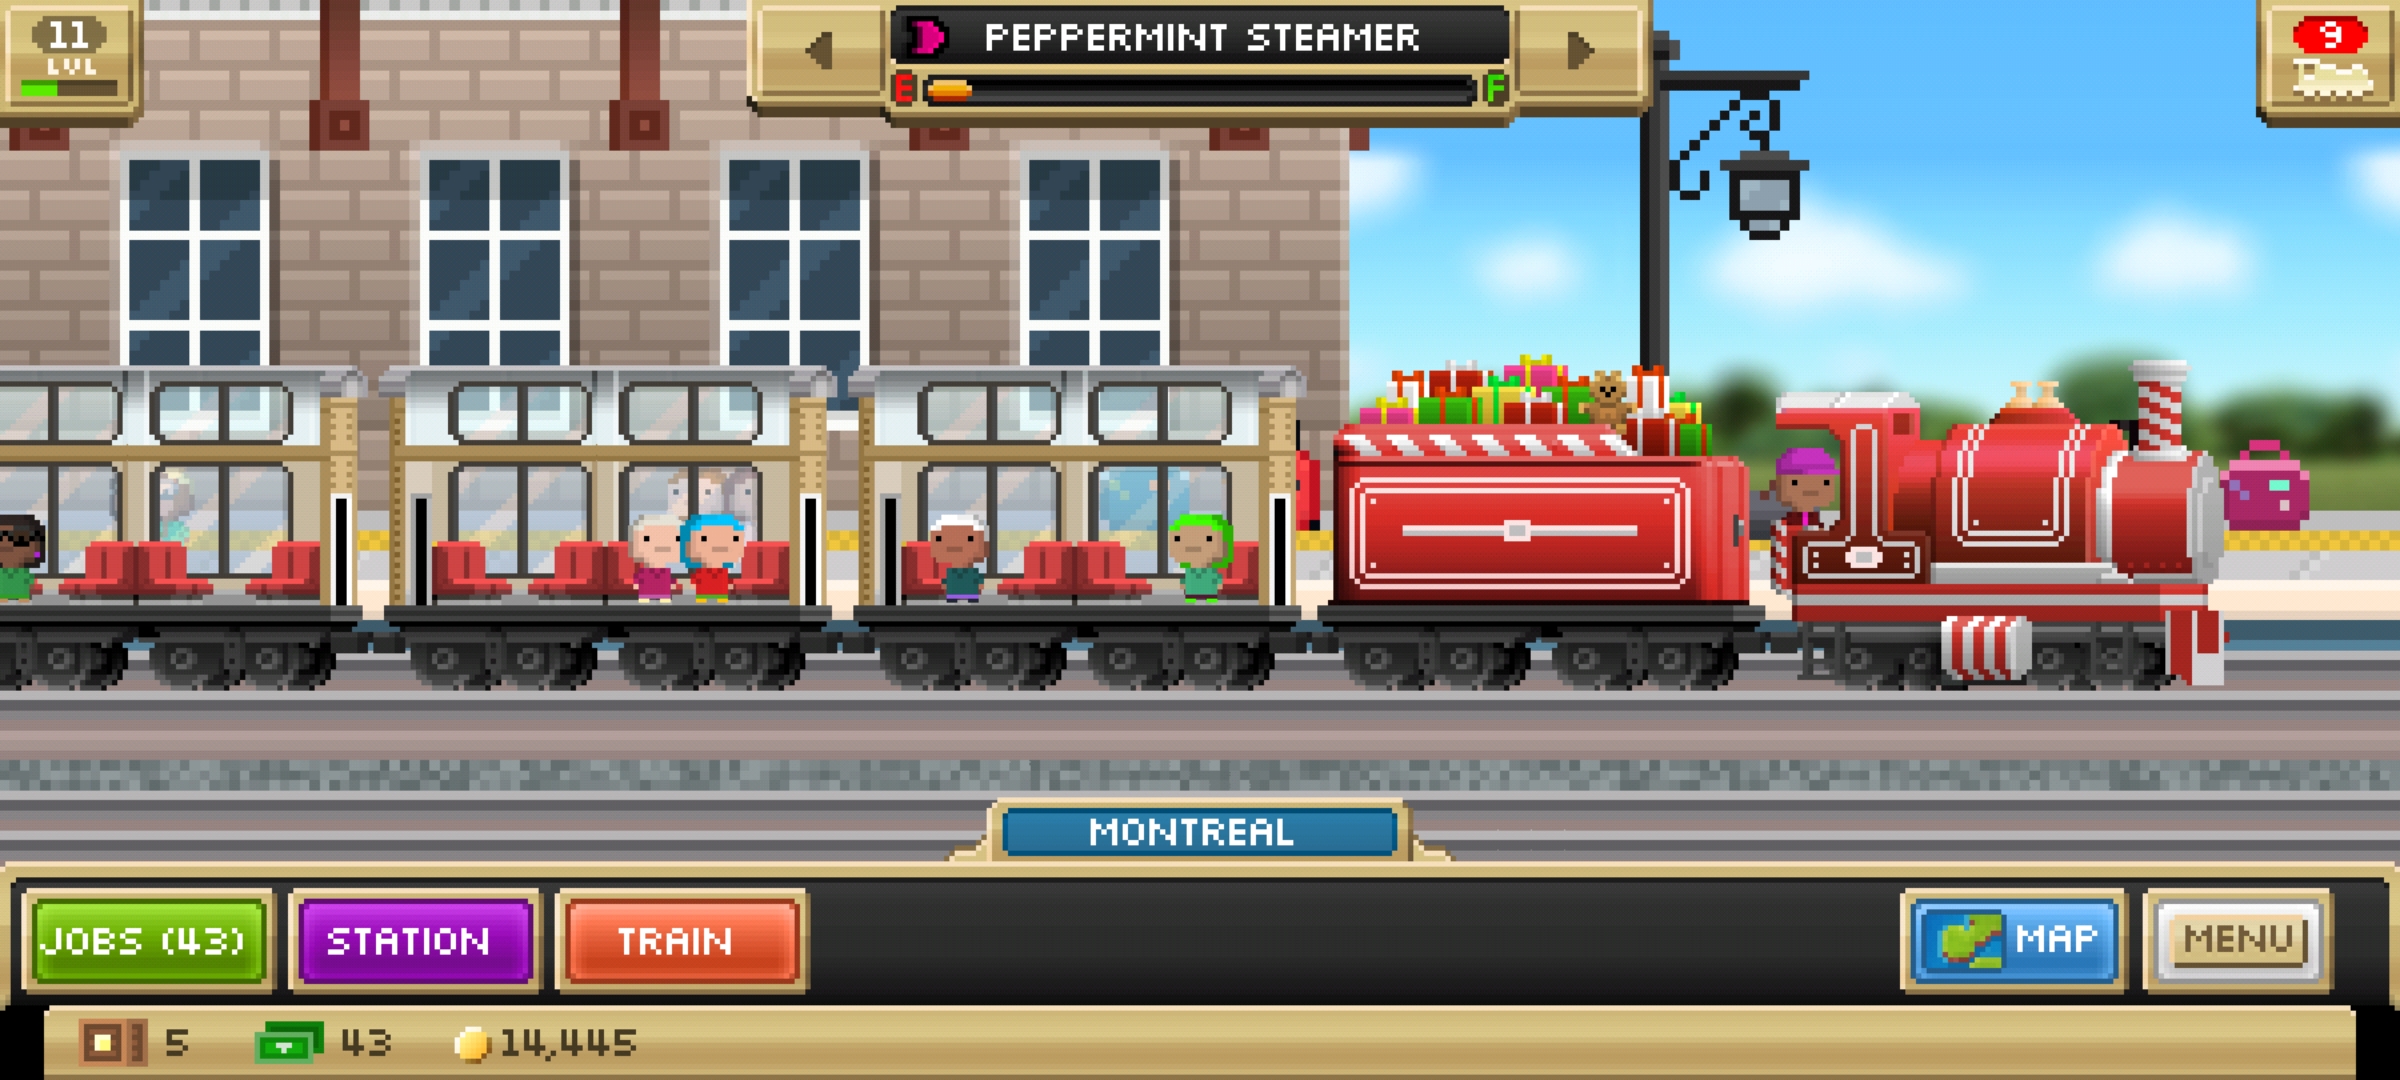 11
LVL
PEPPERMINT STEAMER
E F
9
MONTREAL
JOBS (43) STATION TRAIN MAP MENU
5 43 14,445